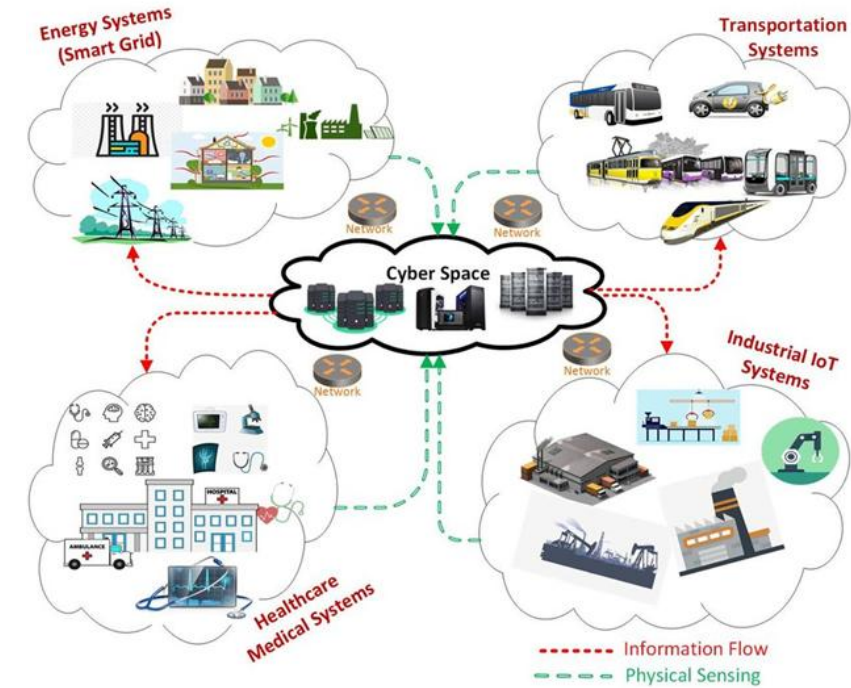 Energy Systems
(Smart Grid)
Transportation
Systems
Network
Network
Cyber Space
Network
Network
Industrial IoT
Systems
HOSPITAL
AMBULANCE
Healthcare
Medical Systems
Information Flow
Physical Sensing